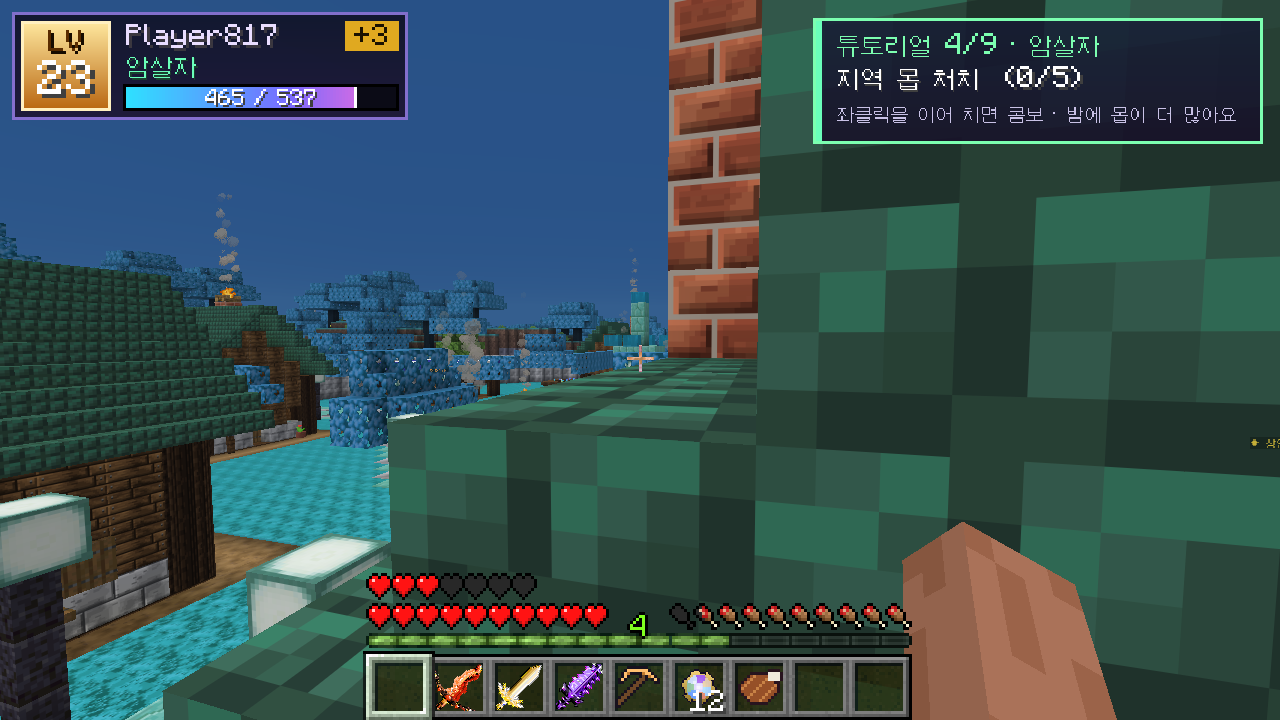 LV
23
Player817
+3
암살자
465 / 537
튜토리얼 4/9 · 암살자
지역 몹 처치 (0/5)
좌클릭을 이어 치면 콤보 · 밤에 몹이 더 많아요
4
12